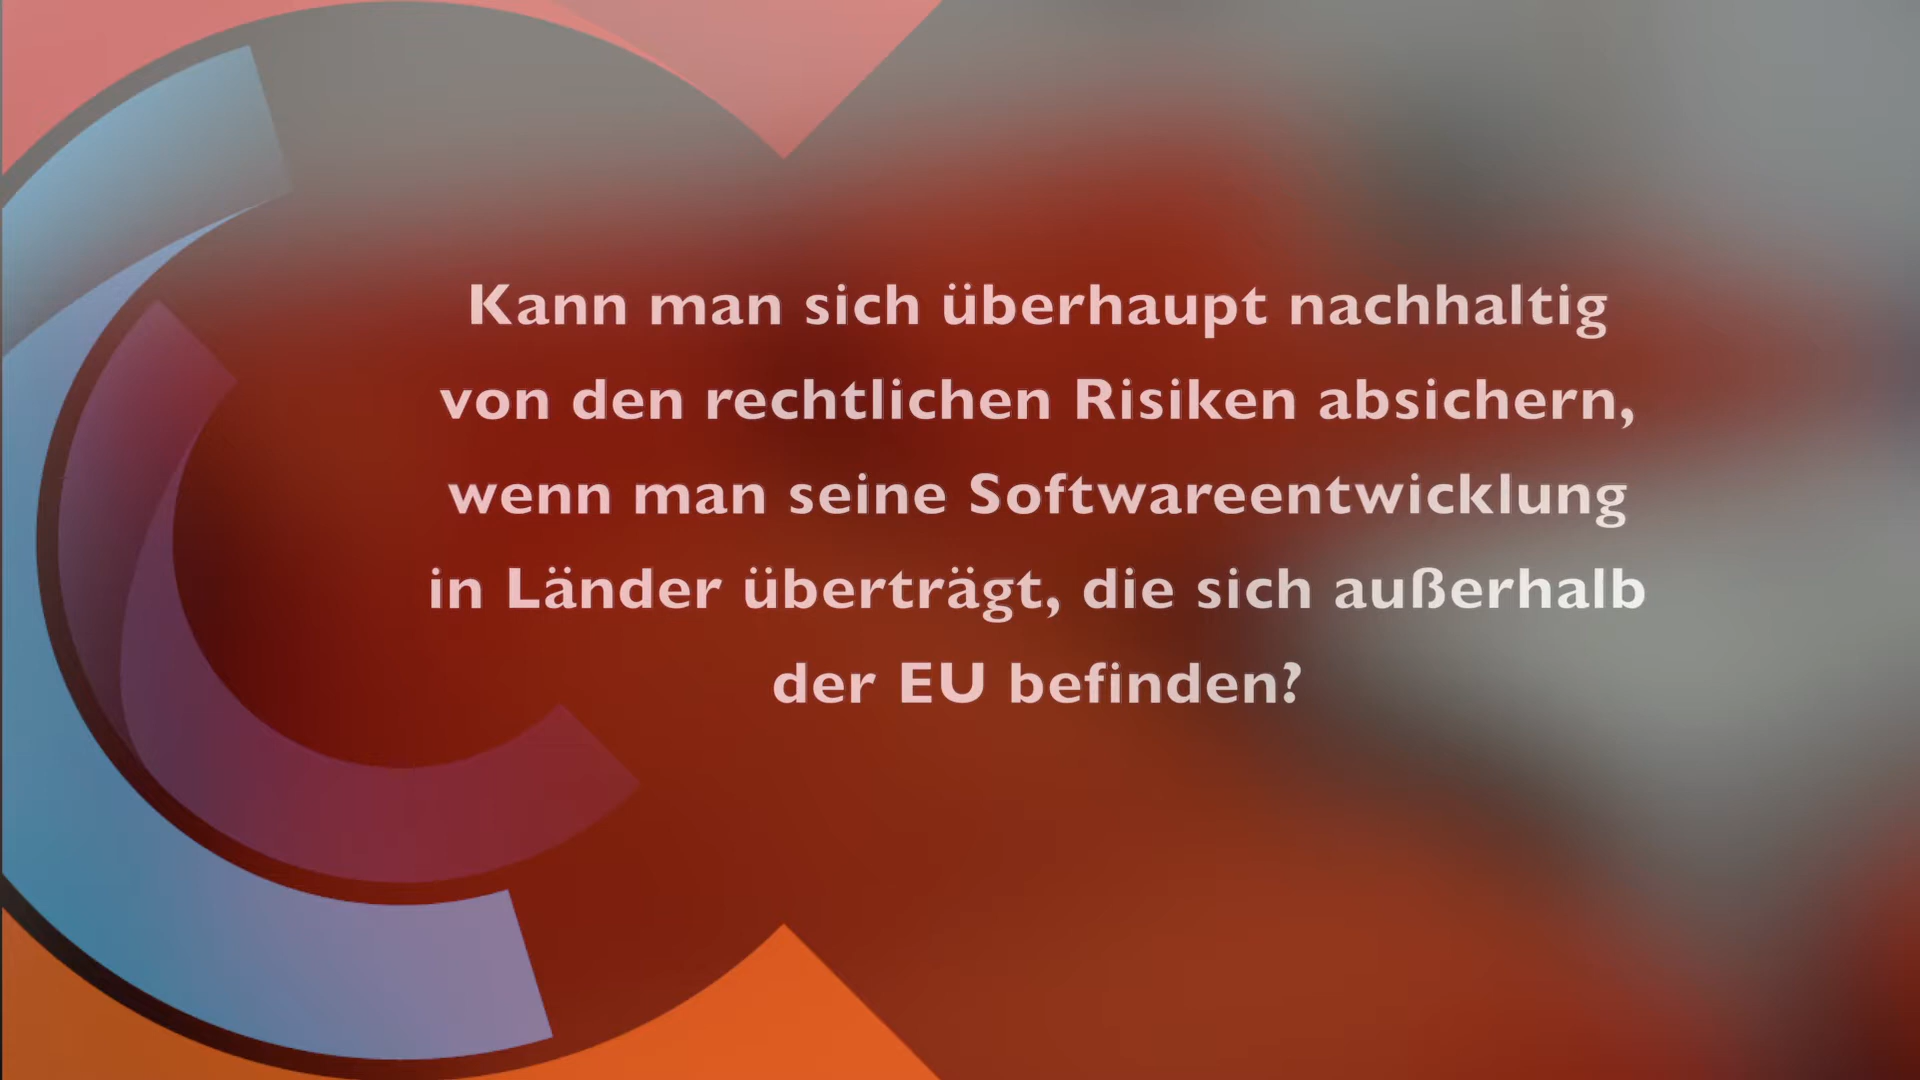 Kann man sich überhaupt nachhaltig
von den rechtlichen Risiken absichern,
wenn man seine Softwareentwicklung
in Länder überträgt, die sich außerhalb
der EU befinden?